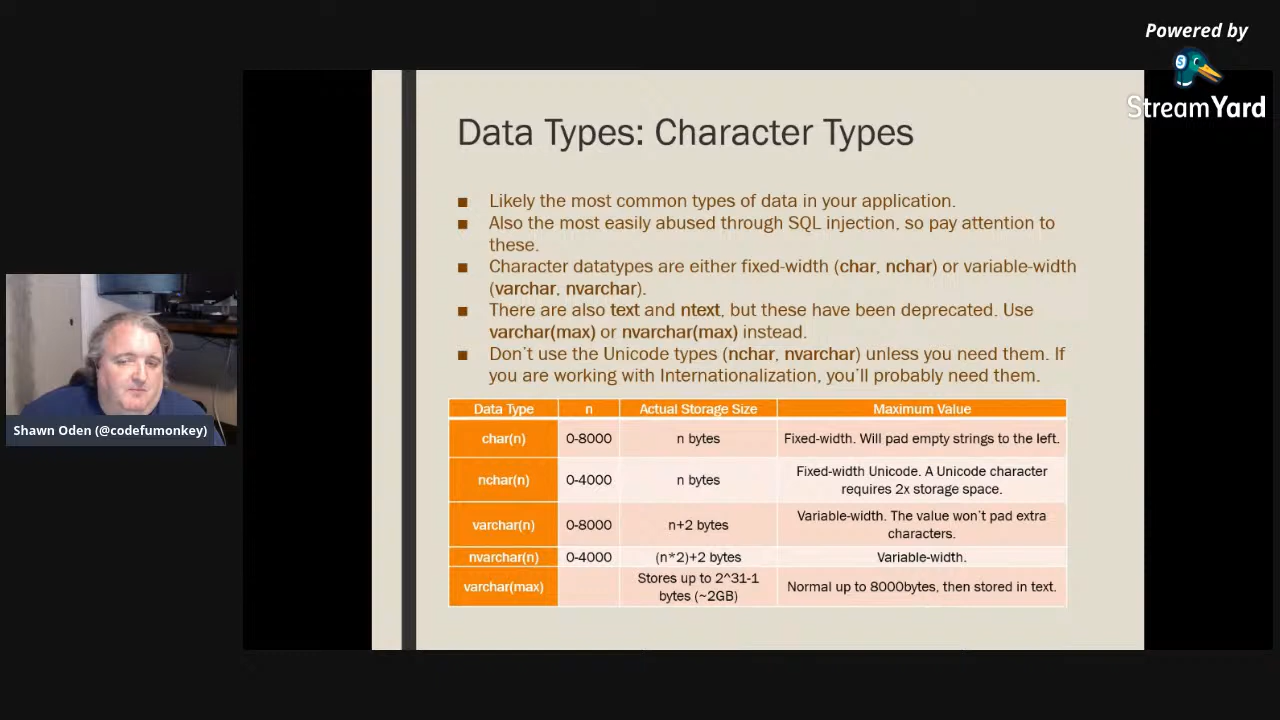 Powered by
StreamYard
Data Types: Character Types
■ Likely the most common types of data in your application.
■ Also the most easily abused through SQL injection, so pay attention to
these.
■ Character datatypes are either fixed-width (char, nchar) or variable-width
(varchar, nvarchar).
■ There are also text and ntext, but these have been deprecated. Use
varchar(max) or nvarchar(max) instead.
■ Don't use the Unicode types (nchar, nvarchar) unless you need them. If
you are working with Internationalization, you'll probably need them.
Data Type n Actual Storage Size Maximum Value
char(n) 0-8000 n bytes Fixed-width. Will pad empty strings to the left.
nchar(n) 0-4000 n bytes Fixed-width Unicode. A Unicode character
requires 2x storage space.
varchar(n) 0-8000 n+2 bytes Variable-width. The value won't pad extra
characters.
nvarchar(n) 0-4000 (n*2)+2 bytes Variable-width.
varchar(max) Stores up to 2^31-1
bytes (~2GB) Normal up to 8000bytes, then stored in text.
Shawn Oden (@codefumonkey)